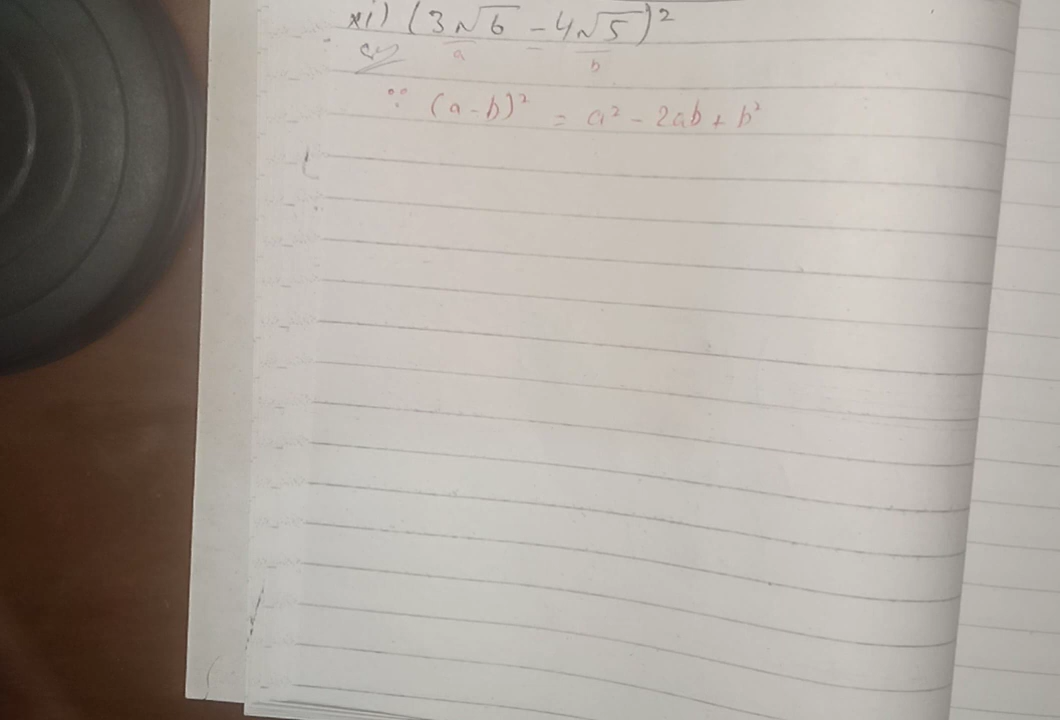 xi) (3√6 - 4√5)²
a b
∵ (a - b)² = a² - 2ab + b²